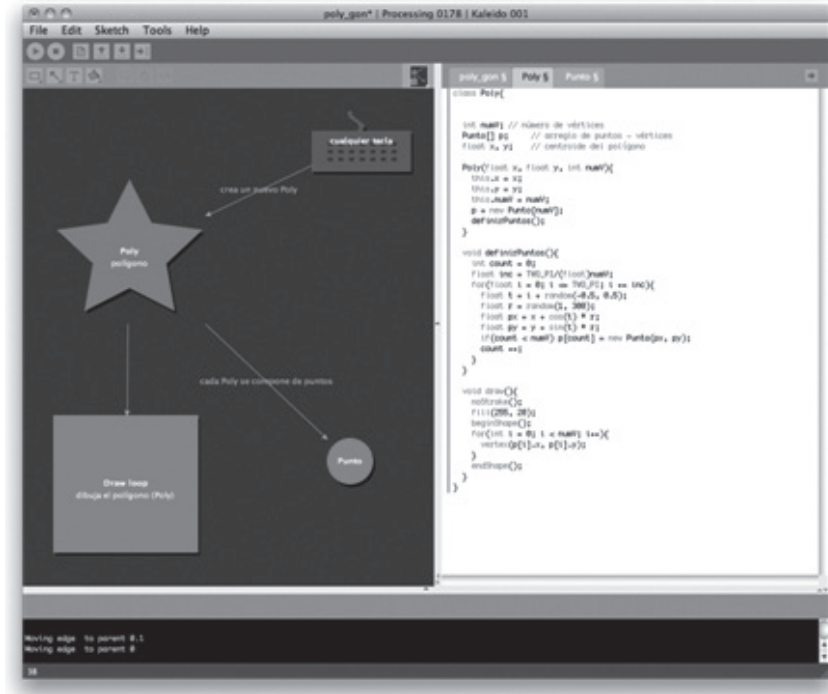 poly_gon* | Processing 0178 | Kaleido 001
File Edit Sketch Tools Help
poly_gon § Poly § Punto §
cualquier tecla
crea un nuevo Poly
Poly
polígono
cada Poly se compone de puntos
Punto
Draw loop
dibuja el polígono (Poly)
class Poly{
int numV; // número de vértices
Punto[] p; // arreglo de puntos - vértices
float x, y; // centroide del polígono
Poly(float x, float y, int numV){
this.x = x;
this.y = y;
this.numV = numV;
p = new Punto[numV];
definirPuntos();
}
void definirPuntos(){
int count = 0;
float inc = TWO_PI/(float)numV;
for(float i = 0; i <= TWO_PI; i += inc){
float t = i + random(-0.5, 0.5);
float r = random(1, 300);
float px = x + cos(t) * r;
float py = y + sin(t) * r;
if(count < numV) p[count] = new Punto(px, py);
count ++;
}
}
void draw(){
noStroke();
fill(255, 20);
beginShape();
for(int i = 0; i < numV; i++){
vertex(p[i].x, p[i].y);
}
endShape();
}
}
Moving edge to parent 0.1
Moving edge to parent 0
38